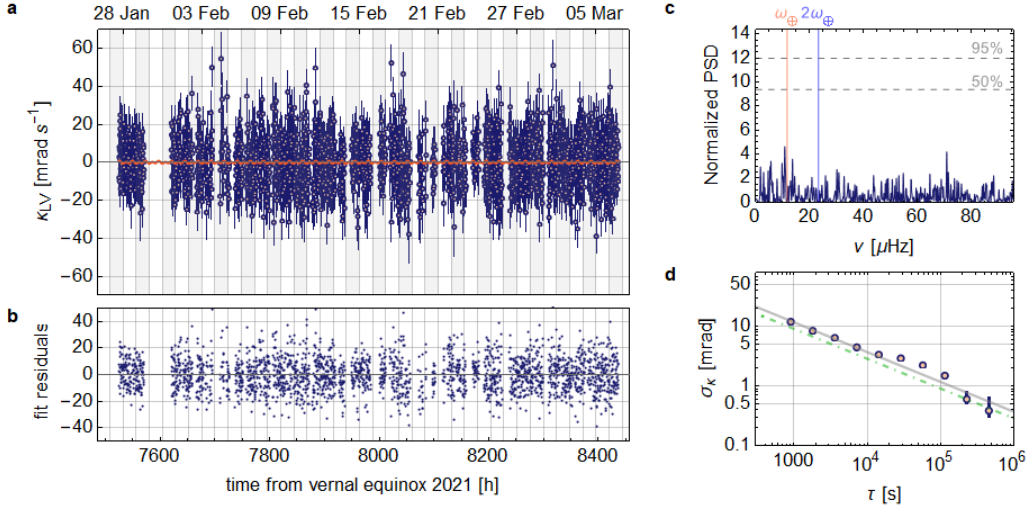 a
28 Jan 03 Feb 09 Feb 15 Feb 21 Feb 27 Feb 05 Mar
60
40
20
0
−20
−40
−60
κLV [mrad s⁻¹]
b
40
20
0
−20
−40
fit residuals
7600 7800 8000 8200 8400
time from vernal equinox 2021 [h]
c
ω⊕ 2ω⊕
14
12
10
8
6
4
2
0
95%
50%
Normalized PSD
0 20 40 60 80
ν [μHz]
d
50
10
5
1
0.5
0.1
σκ [mrad]
1000 10⁴ 10⁵ 10⁶
τ [s]